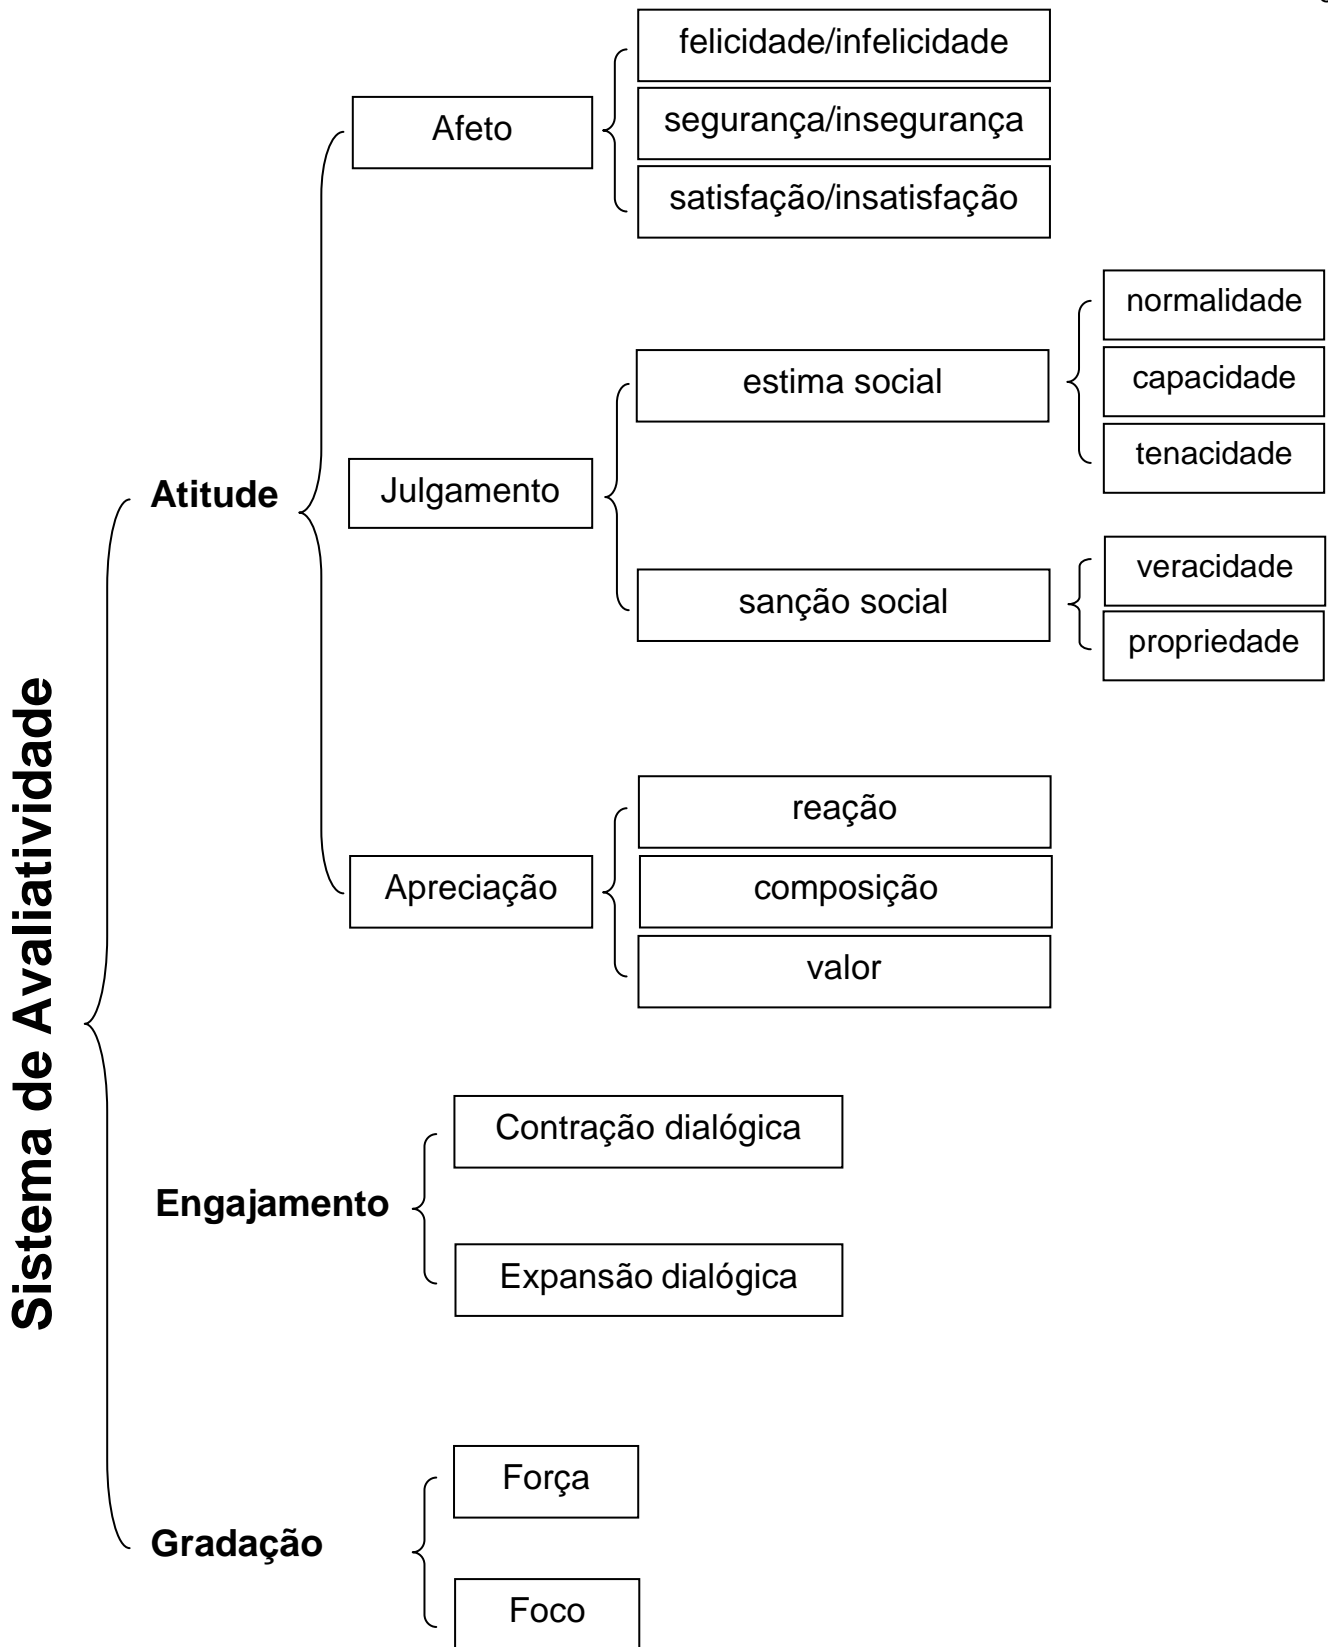 Sistema de Avaliatividade
Atitude
Afeto
felicidade/infelicidade
segurança/insegurança
satisfação/insatisfação
Julgamento
estima social
normalidade
capacidade
tenacidade
sanção social
veracidade
propriedade
Apreciação
reação
composição
valor
Engajamento
Contração dialógica
Expansão dialógica
Gradação
Força
Foco